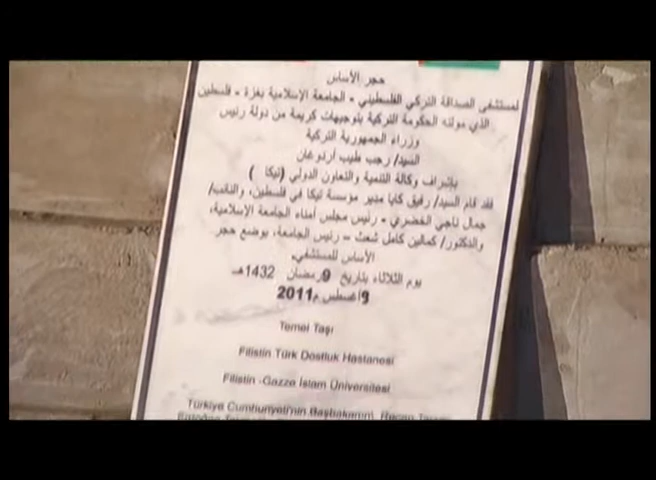 حجر الأساس
لمستشفى الصداقة التركي الفلسطيني - الجامعة الإسلامية بغزة - فلسطين
الذي مولته الحكومة التركية بتوجيهات كريمة من دولة رئيس
وزراء الجمهورية التركية
السيد/ رجب طيب أردوغان
بإشراف وكالة التنمية والتعاون الدولي (تيكا )
فقد قام السيد/ رفيق كايا مدير مؤسسة تيكا في فلسطين، والنائب/
جمال ناجي الخضري - رئيس مجلس أمناء الجامعة الإسلامية،
والدكتور/ كمالين كامل شعث - رئيس الجامعة، بوضع حجر
الأساس للمستشفى
يوم الثلاثاء بتاريخ 9 رمضان 1432هـ
9 أغسطس 2011م
Temel Taşı
Filistin Türk Dostluk Hastanesi
Filistin -Gazze İslam Üniversitesi
Türkiye Cumhuriyeti'nin Başbakanın Recep